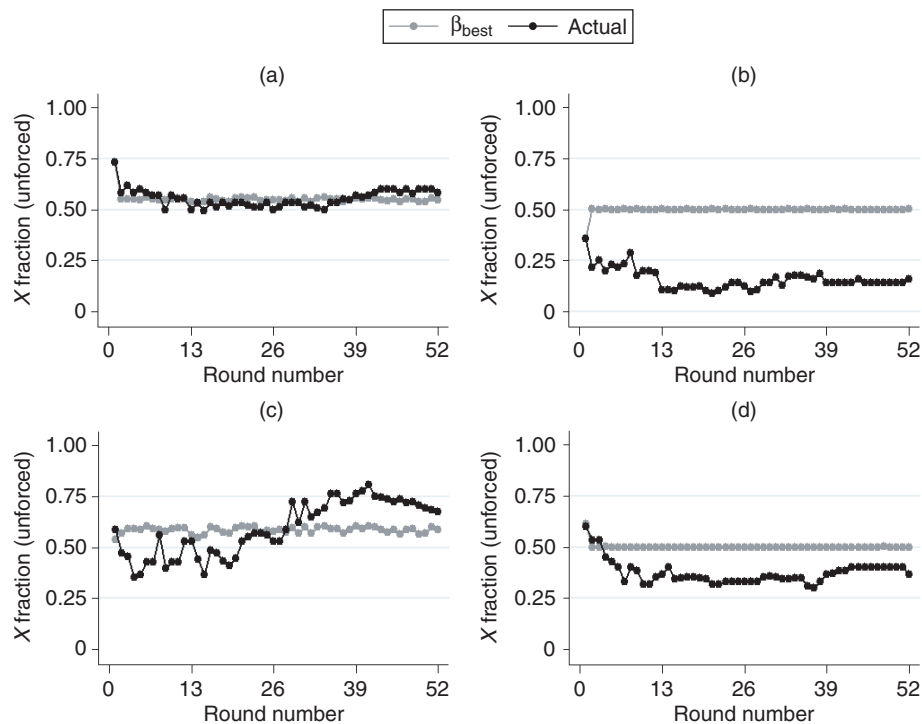 β_best Actual
(a)
X fraction (unforced)
1.00
0.75
0.50
0.25
0
0 13 26 39 52
Round number
(b)
X fraction (unforced)
1.00
0.75
0.50
0.25
0
0 13 26 39 52
Round number
(c)
X fraction (unforced)
1.00
0.75
0.50
0.25
0
0 13 26 39 52
Round number
(d)
X fraction (unforced)
1.00
0.75
0.50
0.25
0
0 13 26 39 52
Round number